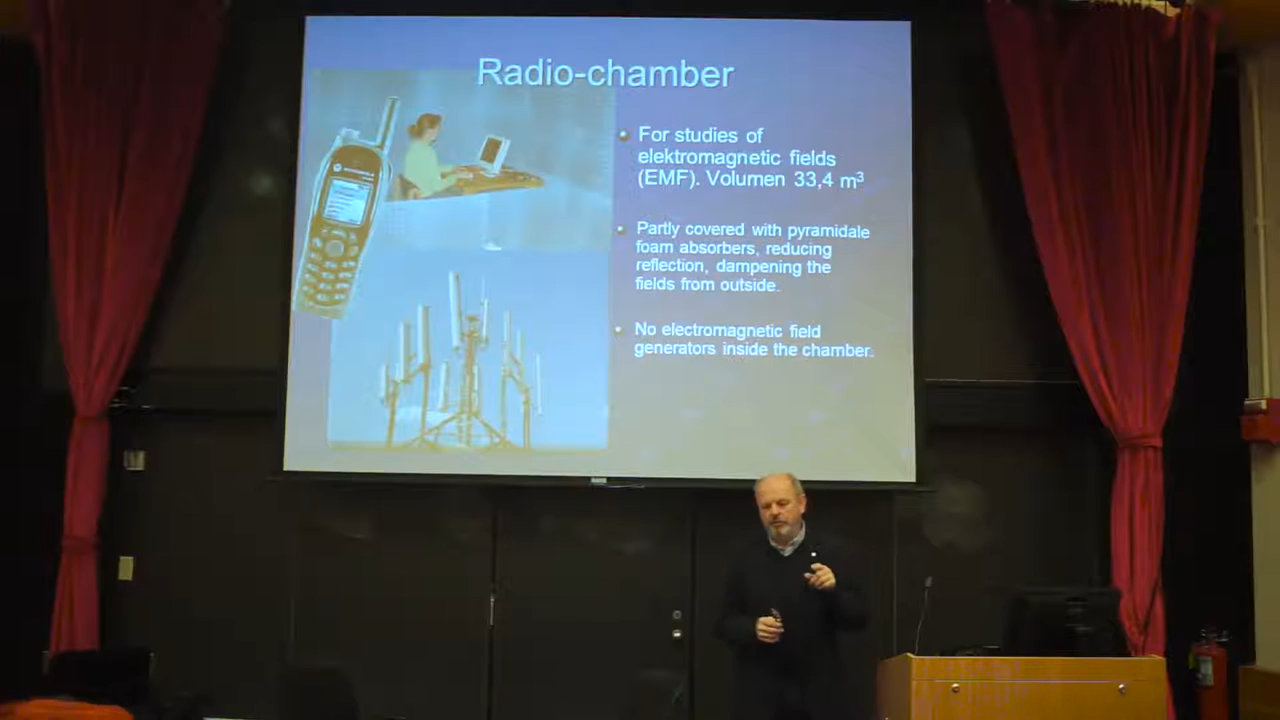 Radio-chamber
For studies of
elektromagnetic fields
(EMF). Volumen 33,4 m³
Partly covered with pyramidale
foam absorbers, reducing
reflection, dampening the
fields from outside.
No electromagnetic field
generators inside the chamber.